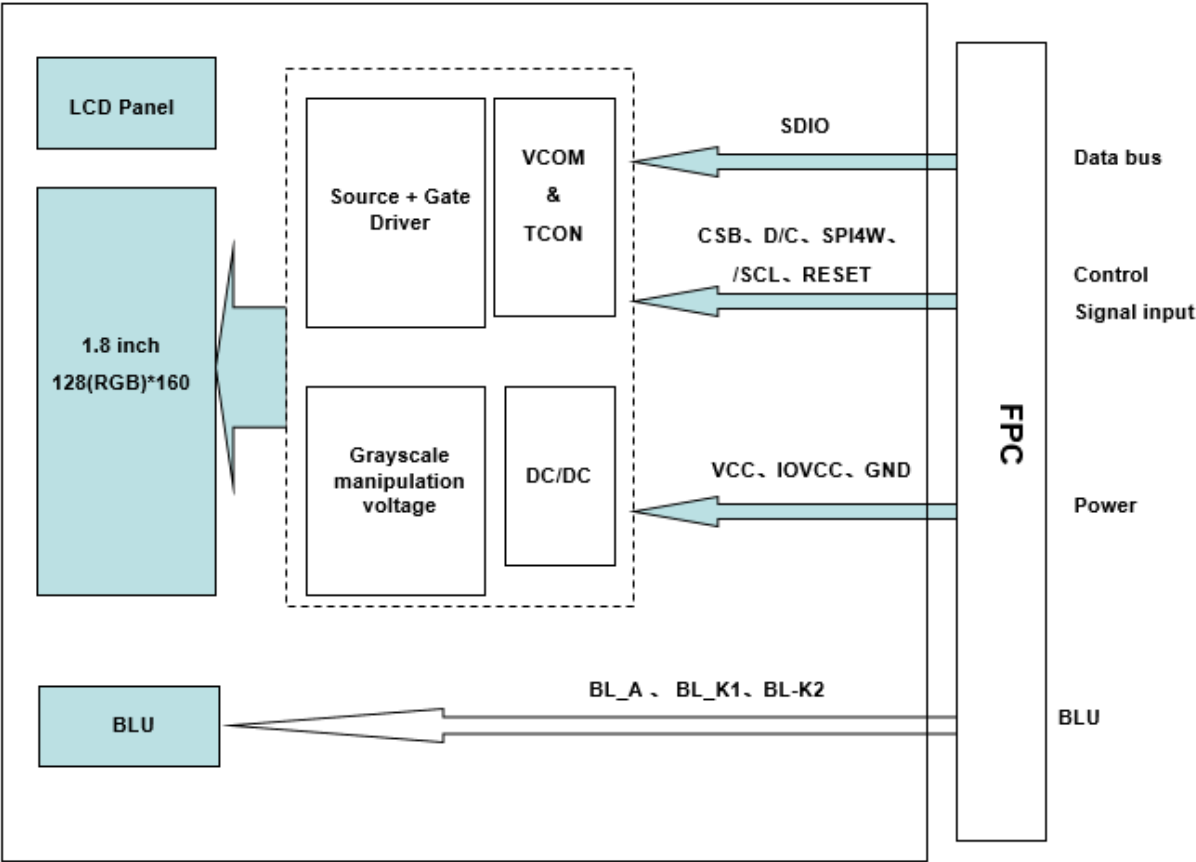 LCD Panel
1.8 inch
128(RGB)*160
BLU
Source + Gate
Driver
VCOM
&
TCON
Grayscale
manipulation
voltage
DC/DC
SDIO
CSB、D/C、SPI4W、
/SCL、RESET
VCC、IOVCC、GND
BL_A 、 BL_K1、BL-K2
FPC
Data bus
Control
Signal input
Power
BLU